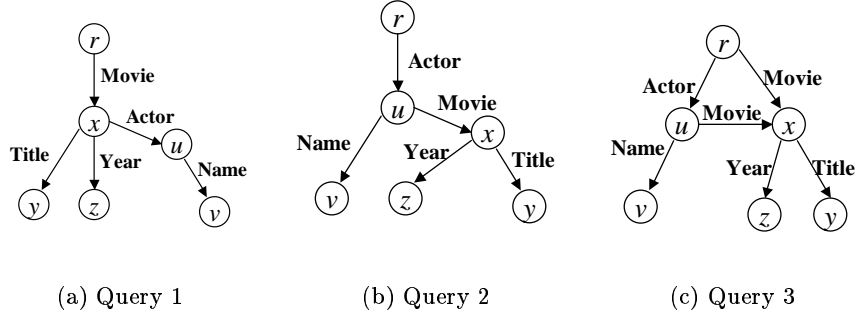 r
Movie
x
Actor
u
Title
Year
Name
y
z
v
(a) Query 1
r
Actor
u
Movie
x
Name
Year
Title
v
z
y
(b) Query 2
r
Actor
Movie
u
Movie
x
Name
Year
Title
v
z
y
(c) Query 3